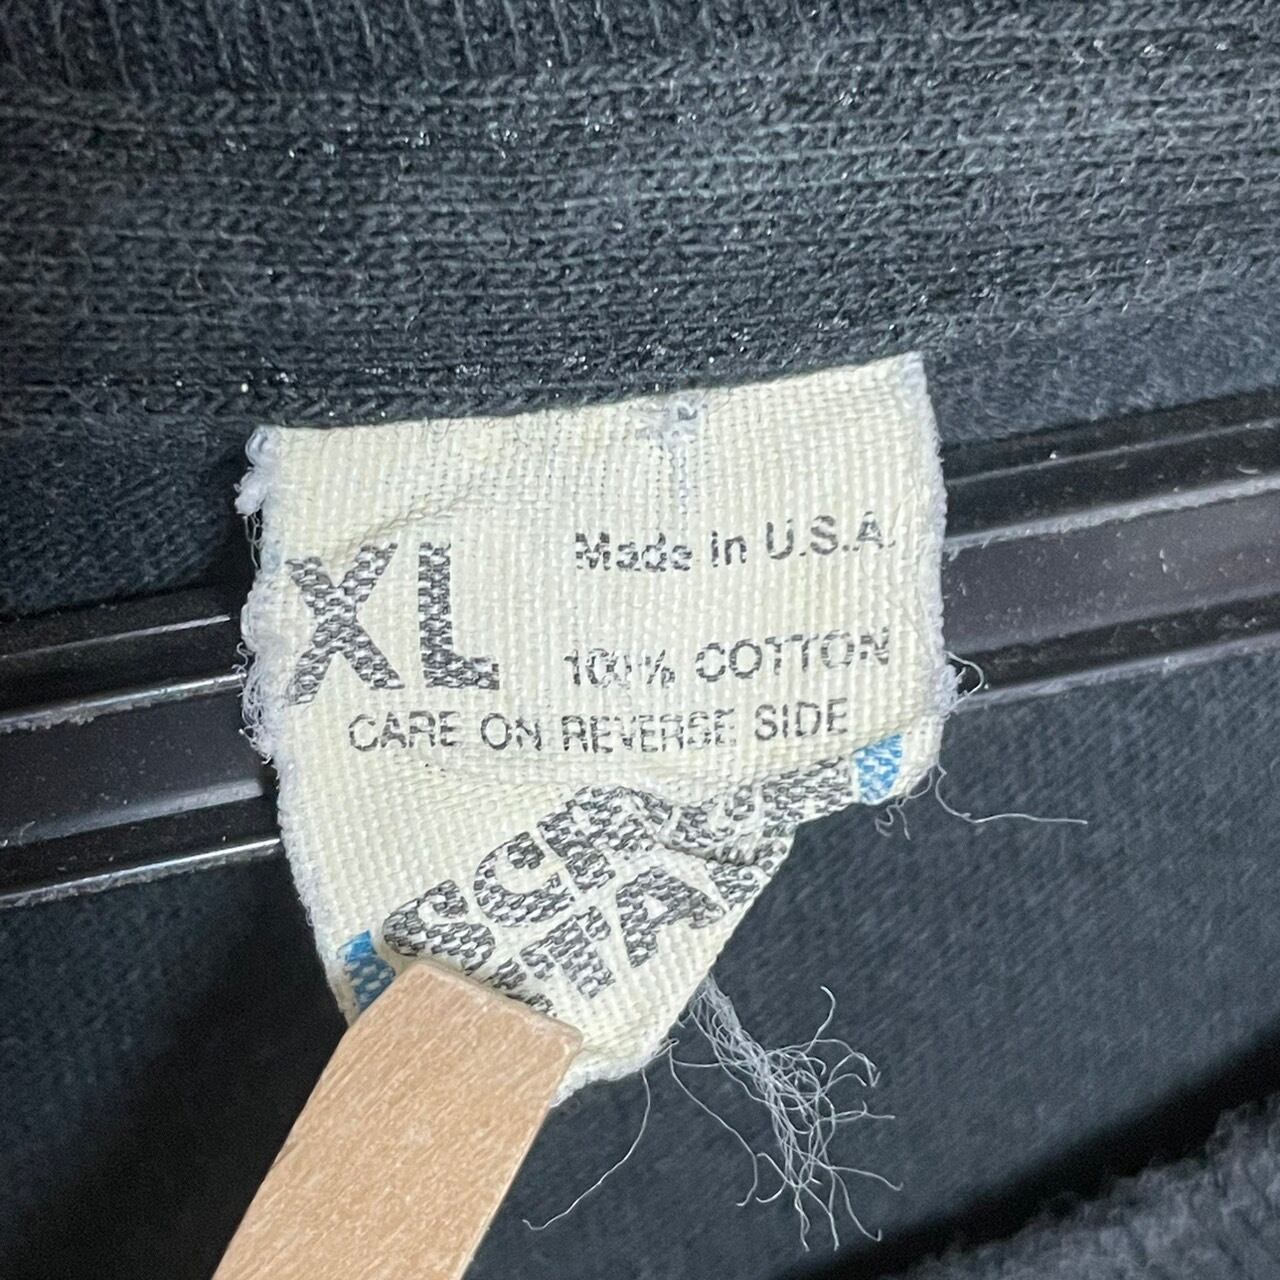 XL
Made in U.S.A.
100% COTTON
CARE ON REVERSE SIDE